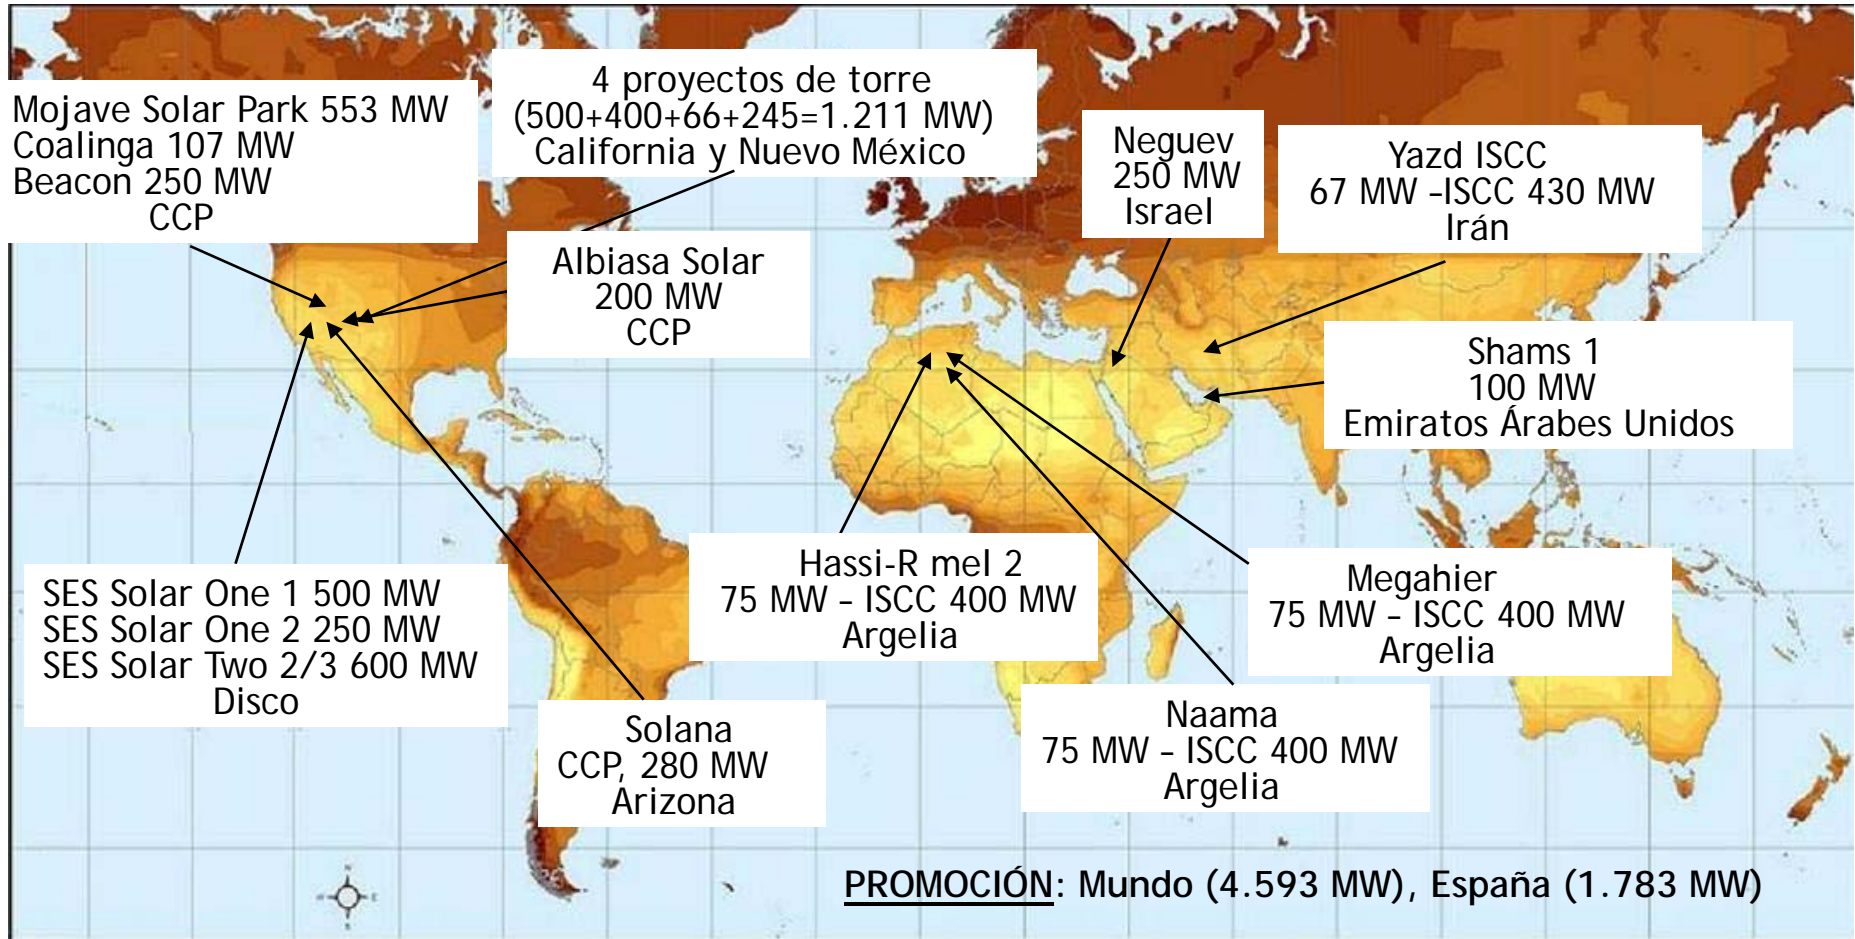 4 proyectos de torre
(500+400+66+245=1.211 MW)
California y Nuevo México
Mojave Solar Park 553 MW
Coalinga 107 MW
Beacon 250 MW
CCP
Neguev
250 MW
Israel
Yazd ISCC
67 MW –ISCC 430 MW
Irán
Albiasa Solar
200 MW
CCP
Shams 1
100 MW
Emiratos Árabes Unidos
Hassi-R mel 2
75 MW – ISCC 400 MW
Argelia
Megahier
75 MW – ISCC 400 MW
Argelia
SES Solar One 1 500 MW
SES Solar One 2 250 MW
SES Solar Two 2/3 600 MW
Disco
Solana
CCP, 280 MW
Arizona
Naama
75 MW – ISCC 400 MW
Argelia
N
E
S
PROMOCIÓN: Mundo (4.593 MW), España (1.783 MW)